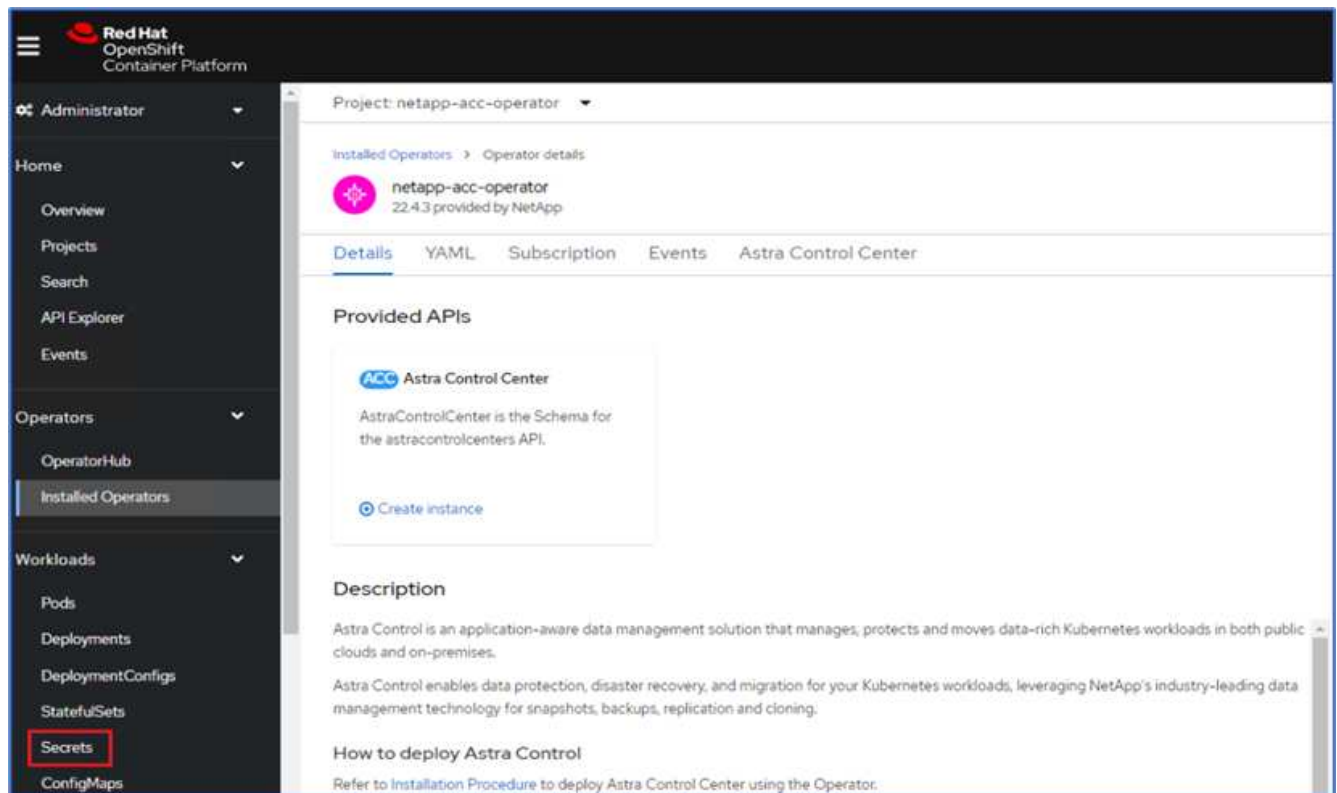 Red Hat
OpenShift
Container Platform
Administrator
Home
Overview
Projects
Search
API Explorer
Events
Operators
OperatorHub
Installed Operators
Workloads
Pods
Deployments
DeploymentConfigs
StatefulSets
Secrets
ConfigMaps
Project: netapp-acc-operator
Installed Operators > Operator details
netapp-acc-operator
22.4.3 provided by NetApp
Details YAML Subscription Events Astra Control Center
Provided APIs
ACC Astra Control Center
AstraControlCenter is the Schema for
the astracontrolcenters API.
Create instance
Description
Astra Control is an application-aware data management solution that manages, protects and moves data-rich Kubernetes workloads in both public
clouds and on-premises.
Astra Control enables data protection, disaster recovery, and migration for your Kubernetes workloads, leveraging NetApp's industry-leading data
management technology for snapshots, backups, replication and cloning.
How to deploy Astra Control
Refer to Installation Procedure to deploy Astra Control Center using the Operator.